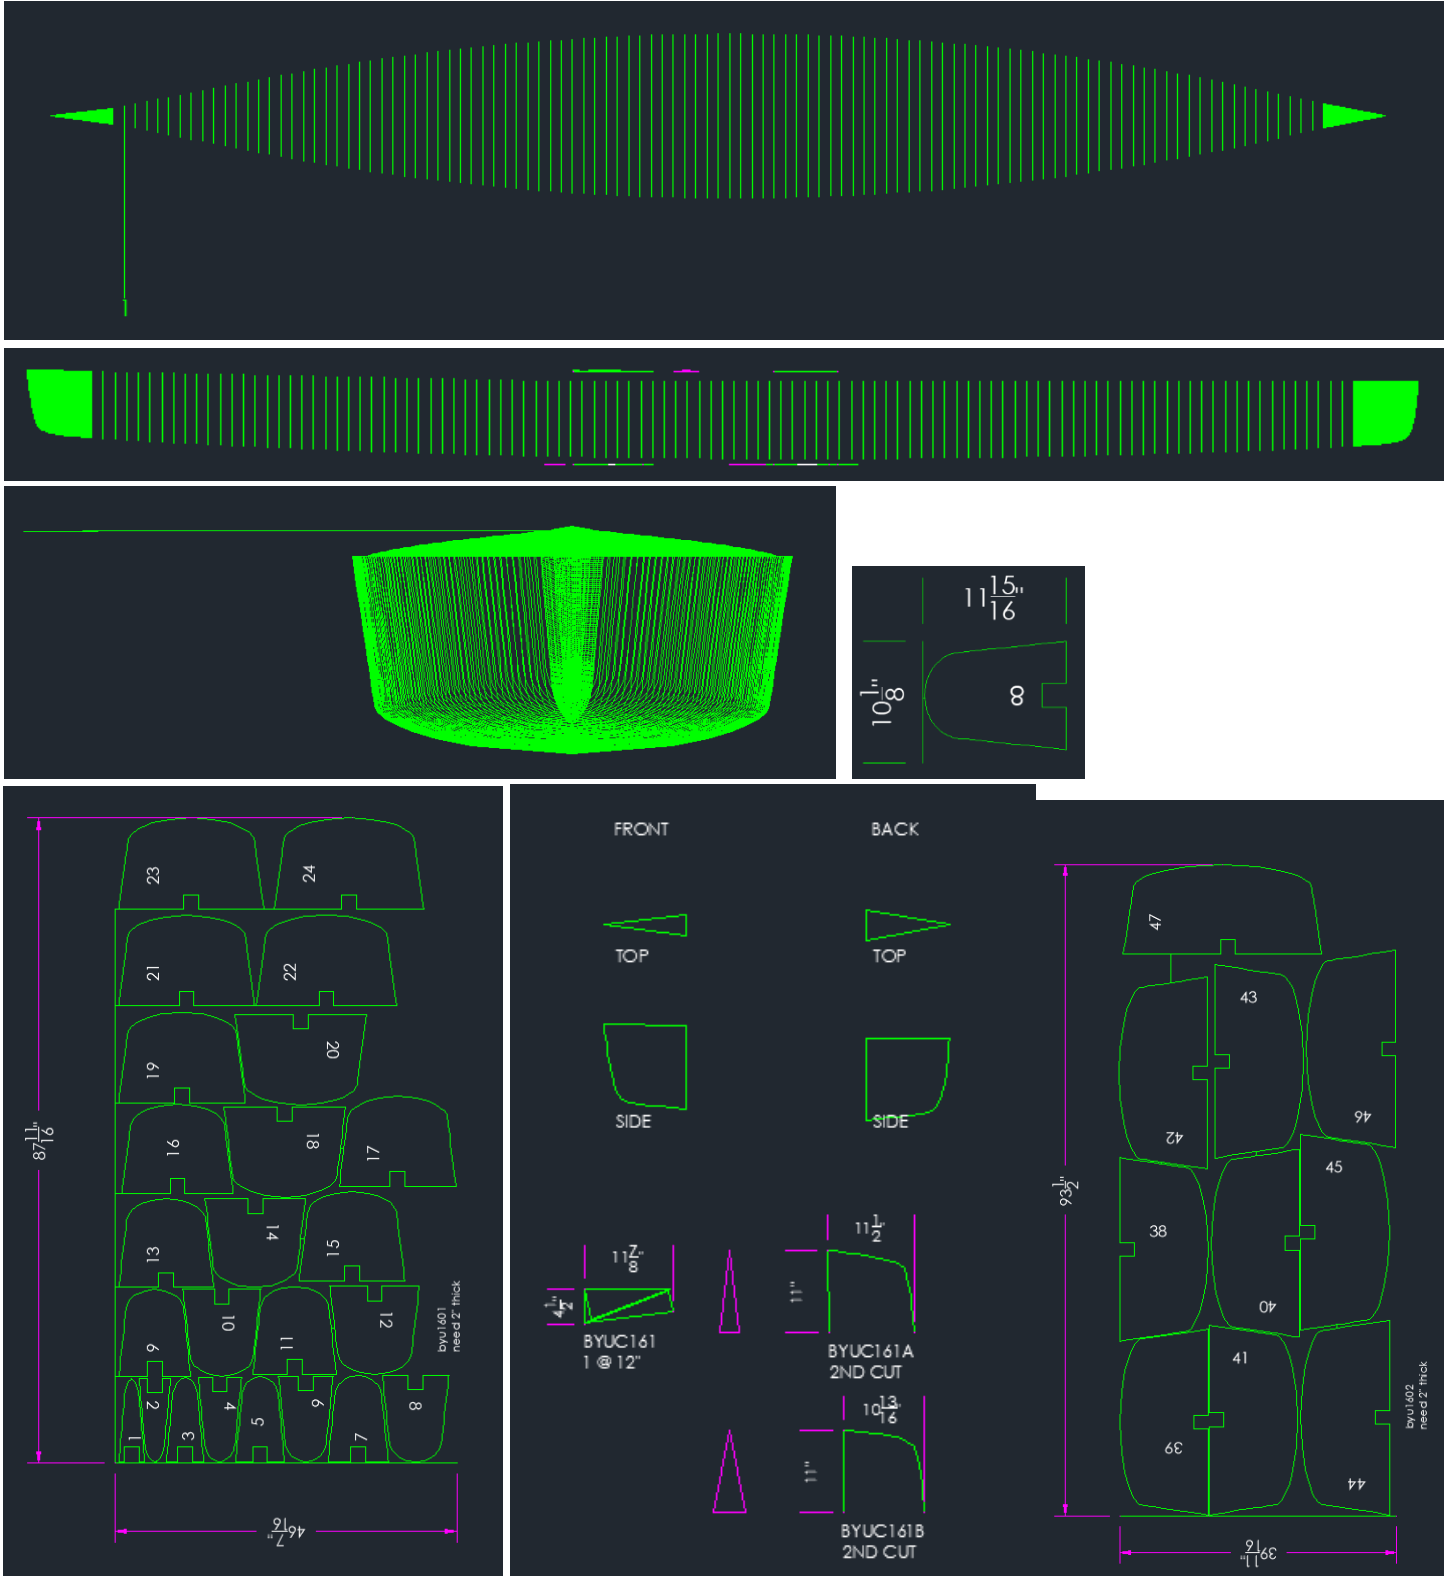 11 15/16"
10 1/8"
8
23
24
21
22
19
20
16
18
17
13
14
15
9
10
11
12
1
2
3
4
5
6
7
8
87 11/16"
46 7/16"
byu1601
need 2" thick
FRONT
BACK
TOP
TOP
SIDE
SIDE
11 7/8"
4 1/2"
BYUC161
1 @ 12"
11 1/2"
11"
BYUC161A
2ND CUT
10 13/16"
11"
BYUC161B
2ND CUT
47
43
42
46
38
45
40
41
39
44
93 1/2"
39 11/16"
byu1602
need 2" thick